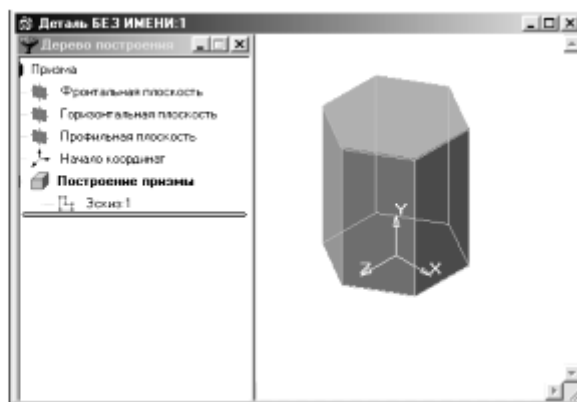 Деталь БЕЗ ИМЕНИ:1
Дерево построения
Призма
Фронтальная плоскость
Горизонтальная плоскость
Профильная плоскость
Начало координат
Построение призмы
Эскиз:1
Y
Z
X